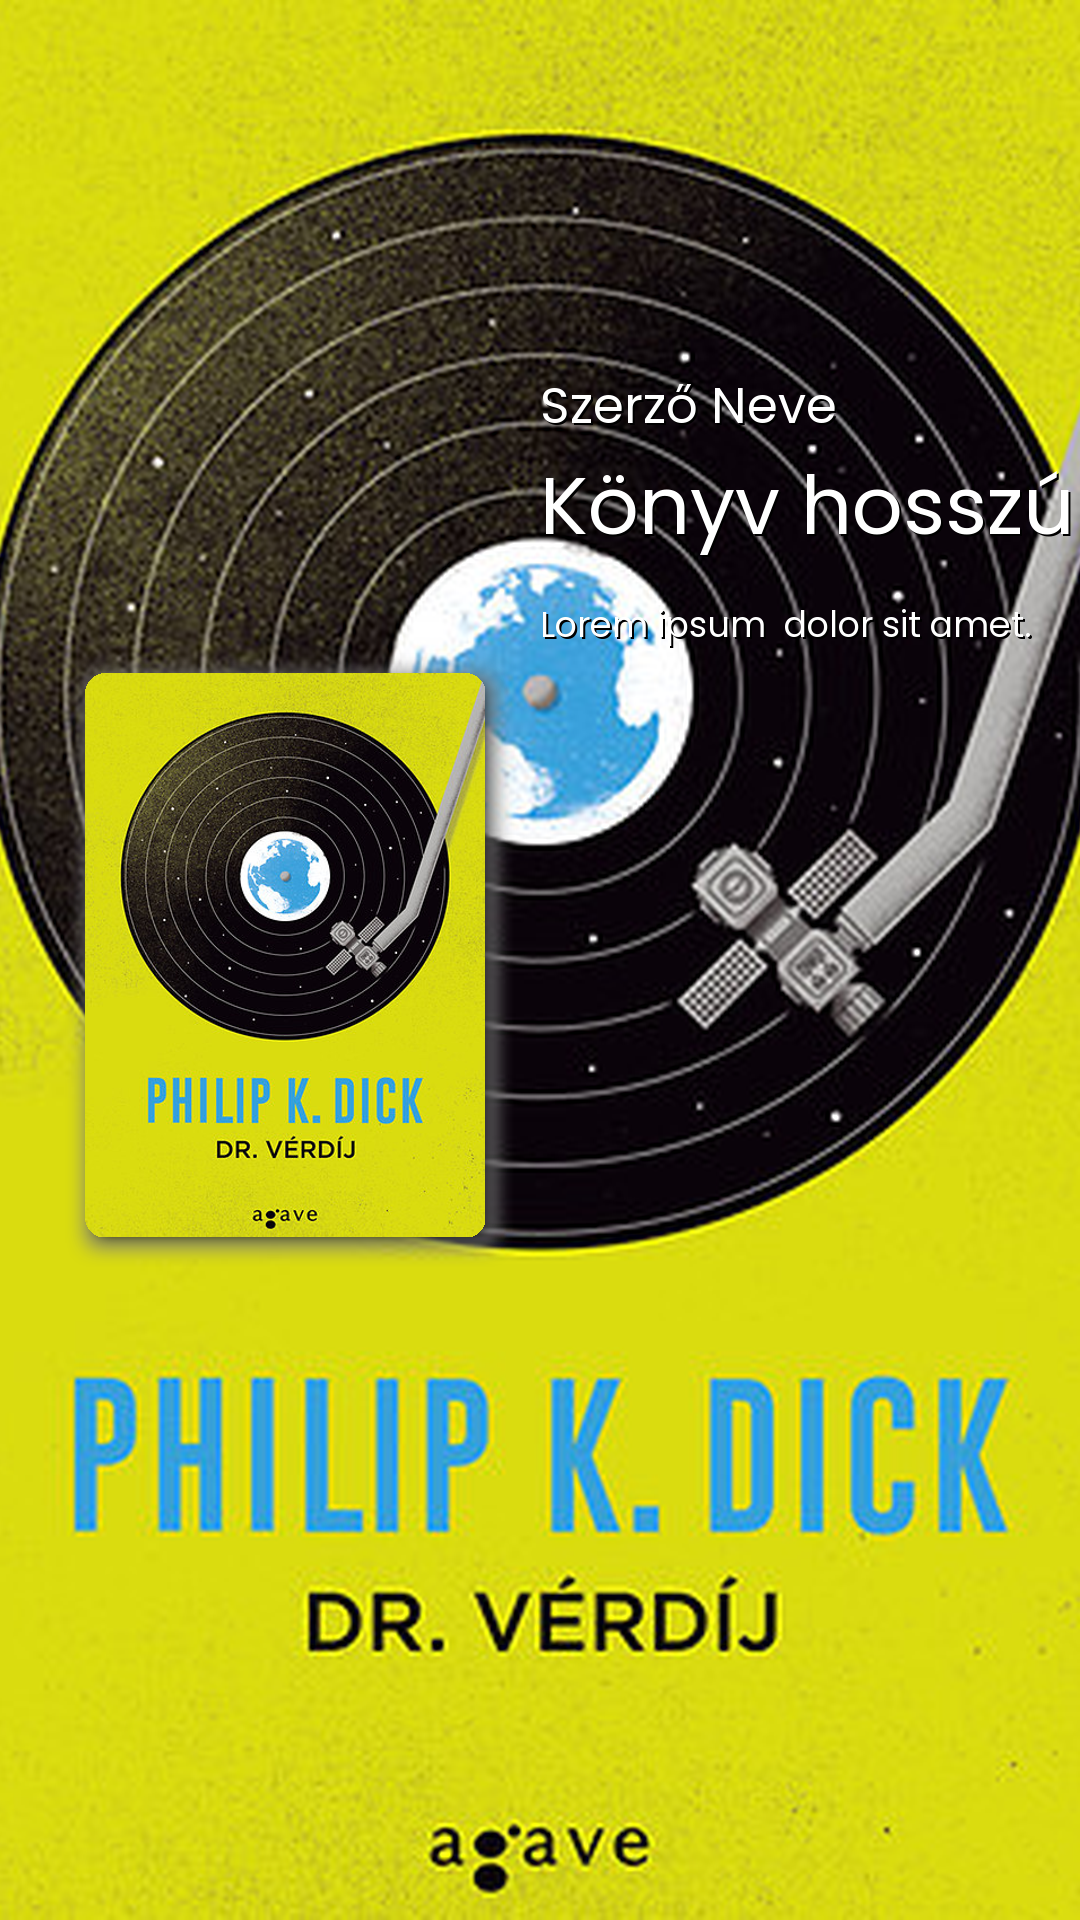 Szerző Neve
Könyv hosszú
Lorem ipsum dolor sit amet.
PHILIP K. DICK
DR. VÉRDÍJ
agave
PHILIP K. DICK
DR. VÉRDÍJ
agave